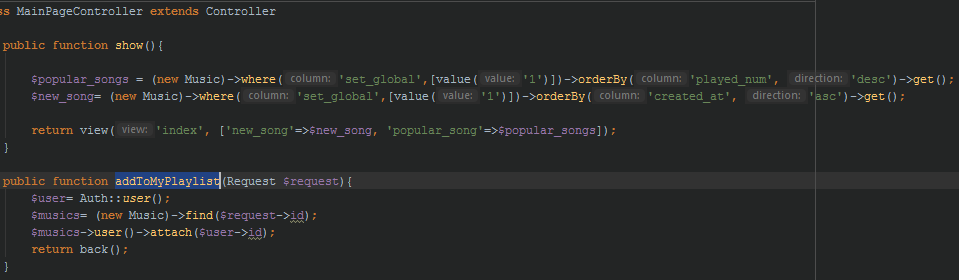 ss MainPageController extends Controller
public function show(){
$popular_songs = (new Music)->where( column: 'set_global',[value( value: '1')])->orderBy( column: 'played_num', direction: 'desc')->get();
$new_song= (new Music)->where( column: 'set_global',[value( value: '1')])->orderBy( column: 'created_at', direction: 'asc')->get();
return view( view: 'index', ['new_song'=>$new_song, 'popular_song'=>$popular_songs]);
}
public function addToMyPlaylist(Request $request){
$user= Auth::user();
$musics= (new Music)->find($request->id);
$musics->user()->attach($user->id);
return back();
}